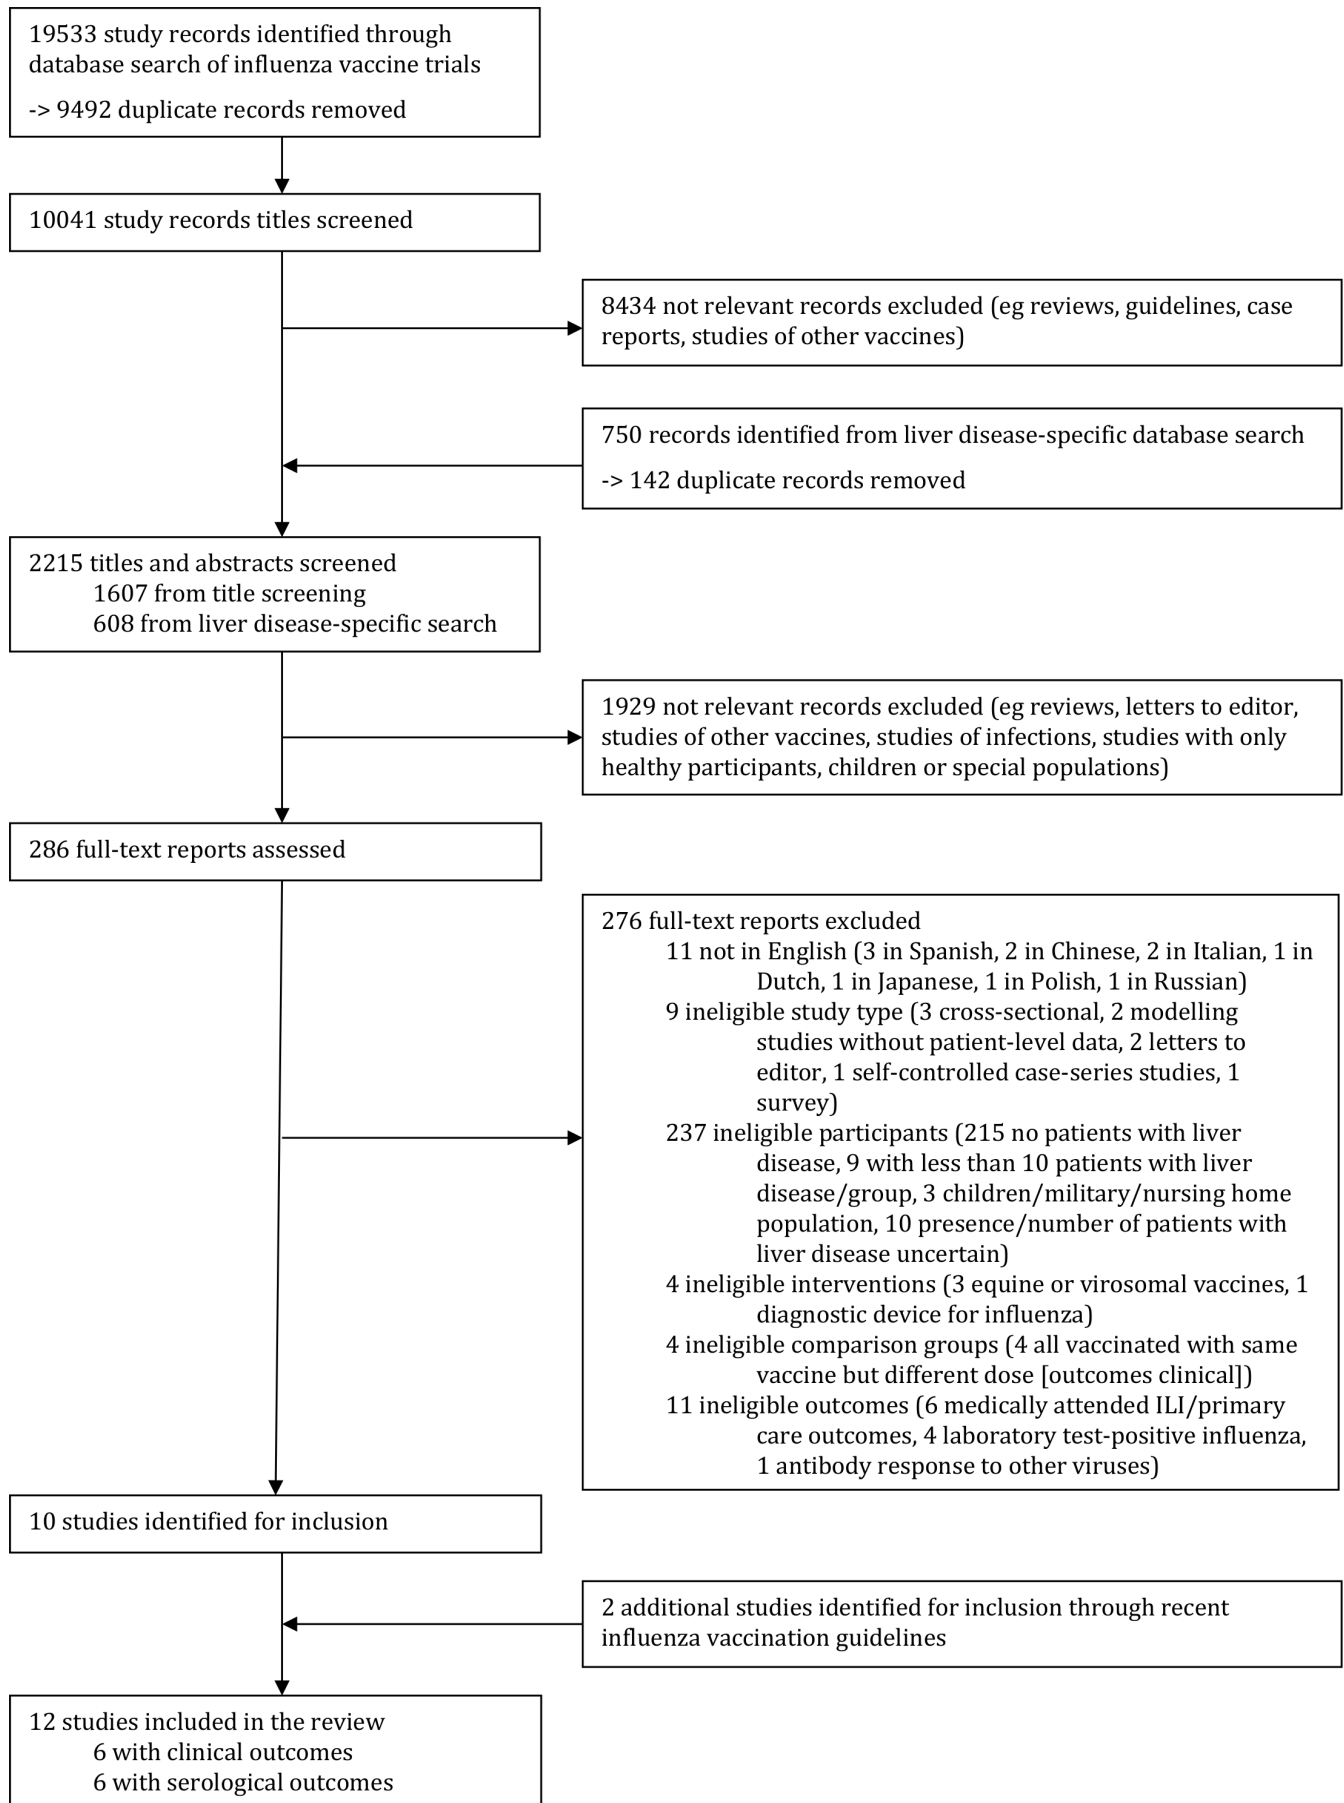 19533 study records identified through
database search of influenza vaccine trials
-> 9492 duplicate records removed
10041 study records titles screened
8434 not relevant records excluded (eg reviews, guidelines, case
reports, studies of other vaccines)
750 records identified from liver disease-specific database search
-> 142 duplicate records removed
2215 titles and abstracts screened
1607 from title screening
608 from liver disease-specific search
1929 not relevant records excluded (eg reviews, letters to editor,
studies of other vaccines, studies of infections, studies with only
healthy participants, children or special populations)
286 full-text reports assessed
276 full-text reports excluded
11 not in English (3 in Spanish, 2 in Chinese, 2 in Italian, 1 in
Dutch, 1 in Japanese, 1 in Polish, 1 in Russian)
9 ineligible study type (3 cross-sectional, 2 modelling
studies without patient-level data, 2 letters to
editor, 1 self-controlled case-series studies, 1
survey)
237 ineligible participants (215 no patients with liver
disease, 9 with less than 10 patients with liver
disease/group, 3 children/military/nursing home
population, 10 presence/number of patients with
liver disease uncertain)
4 ineligible interventions (3 equine or virosomal vaccines, 1
diagnostic device for influenza)
4 ineligible comparison groups (4 all vaccinated with same
vaccine but different dose [outcomes clinical])
11 ineligible outcomes (6 medically attended ILI/primary
care outcomes, 4 laboratory test-positive influenza,
1 antibody response to other viruses)
10 studies identified for inclusion
2 additional studies identified for inclusion through recent
influenza vaccination guidelines
12 studies included in the review
6 with clinical outcomes
6 with serological outcomes